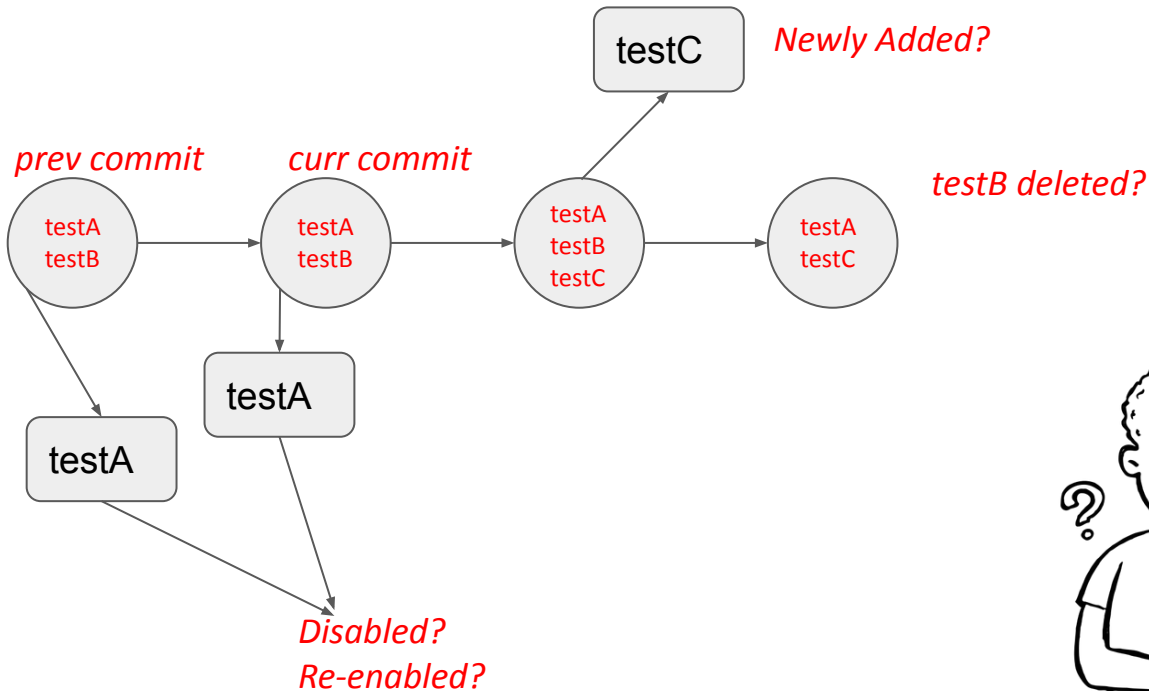 testC
Newly Added?
prev commit
curr commit
testB deleted?
testA
testB
testA
testB
testA
testB
testC
testA
testC
testA
testA
Disabled?
Re-enabled?
?